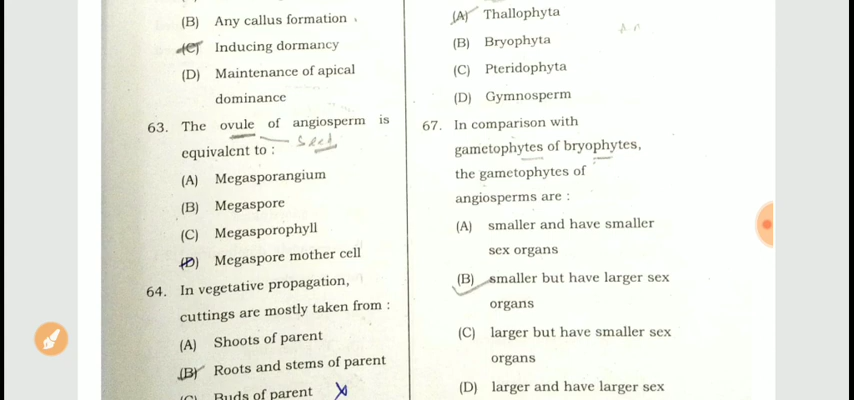 (B) Any callus formation
(C) Inducing dormancy
(D) Maintenance of apical
dominance
63. The ovule of angiosperm is
seed
equivalent to :
(A) Megasporangium
(B) Megaspore
(C) Megasporophyll
(D) Megaspore mother cell
64. In vegetative propagation,
cuttings are mostly taken from :
(A) Shoots of parent
(B) Roots and stems of parent
(C) Buds of parent
(A) Thallophyta
(B) Bryophyta
(C) Pteridophyta
(D) Gymnosperm
67. In comparison with
gametophytes of bryophytes,
the gametophytes of
angiosperms are :
(A) smaller and have smaller
sex organs
(B) smaller but have larger sex
organs
(C) larger but have smaller sex
organs
(D) larger and have larger sex